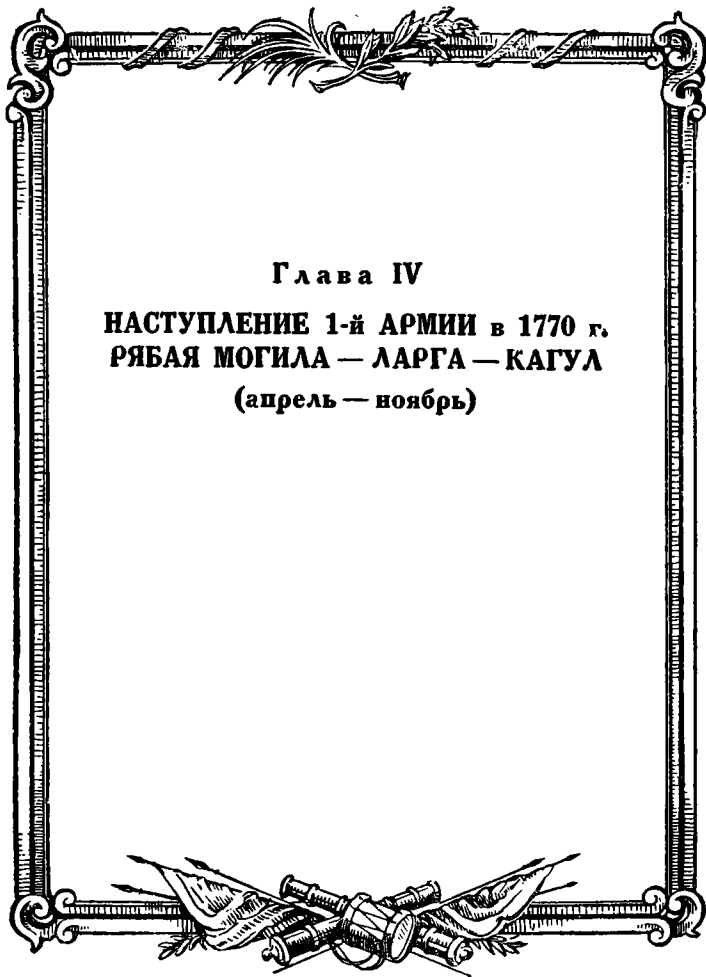 Глава IV
НАСТУПЛЕНИЕ 1-й АРМИИ в 1770 г.
РЯБАЯ МОГИЛА — ЛАРГА — КАГУЛ
(апрель — ноябрь)